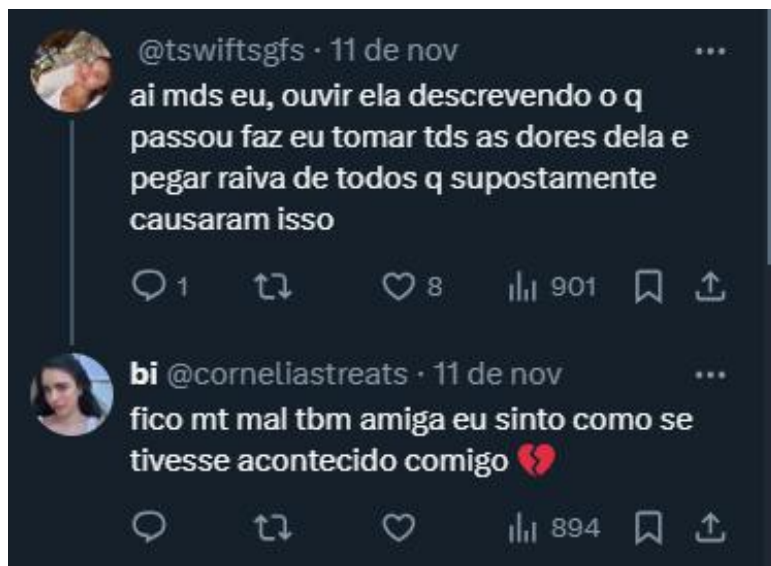 @tswiftsgfs · 11 de nov
ai mds eu, ouvir ela descrevendo o q
passou faz eu tomar tds as dores dela e
pegar raiva de todos q supostamente
causaram isso
1 8 901
bi @corneliastreats · 11 de nov
fico mt mal tbm amiga eu sinto como se
tivesse acontecido comigo 💔
894